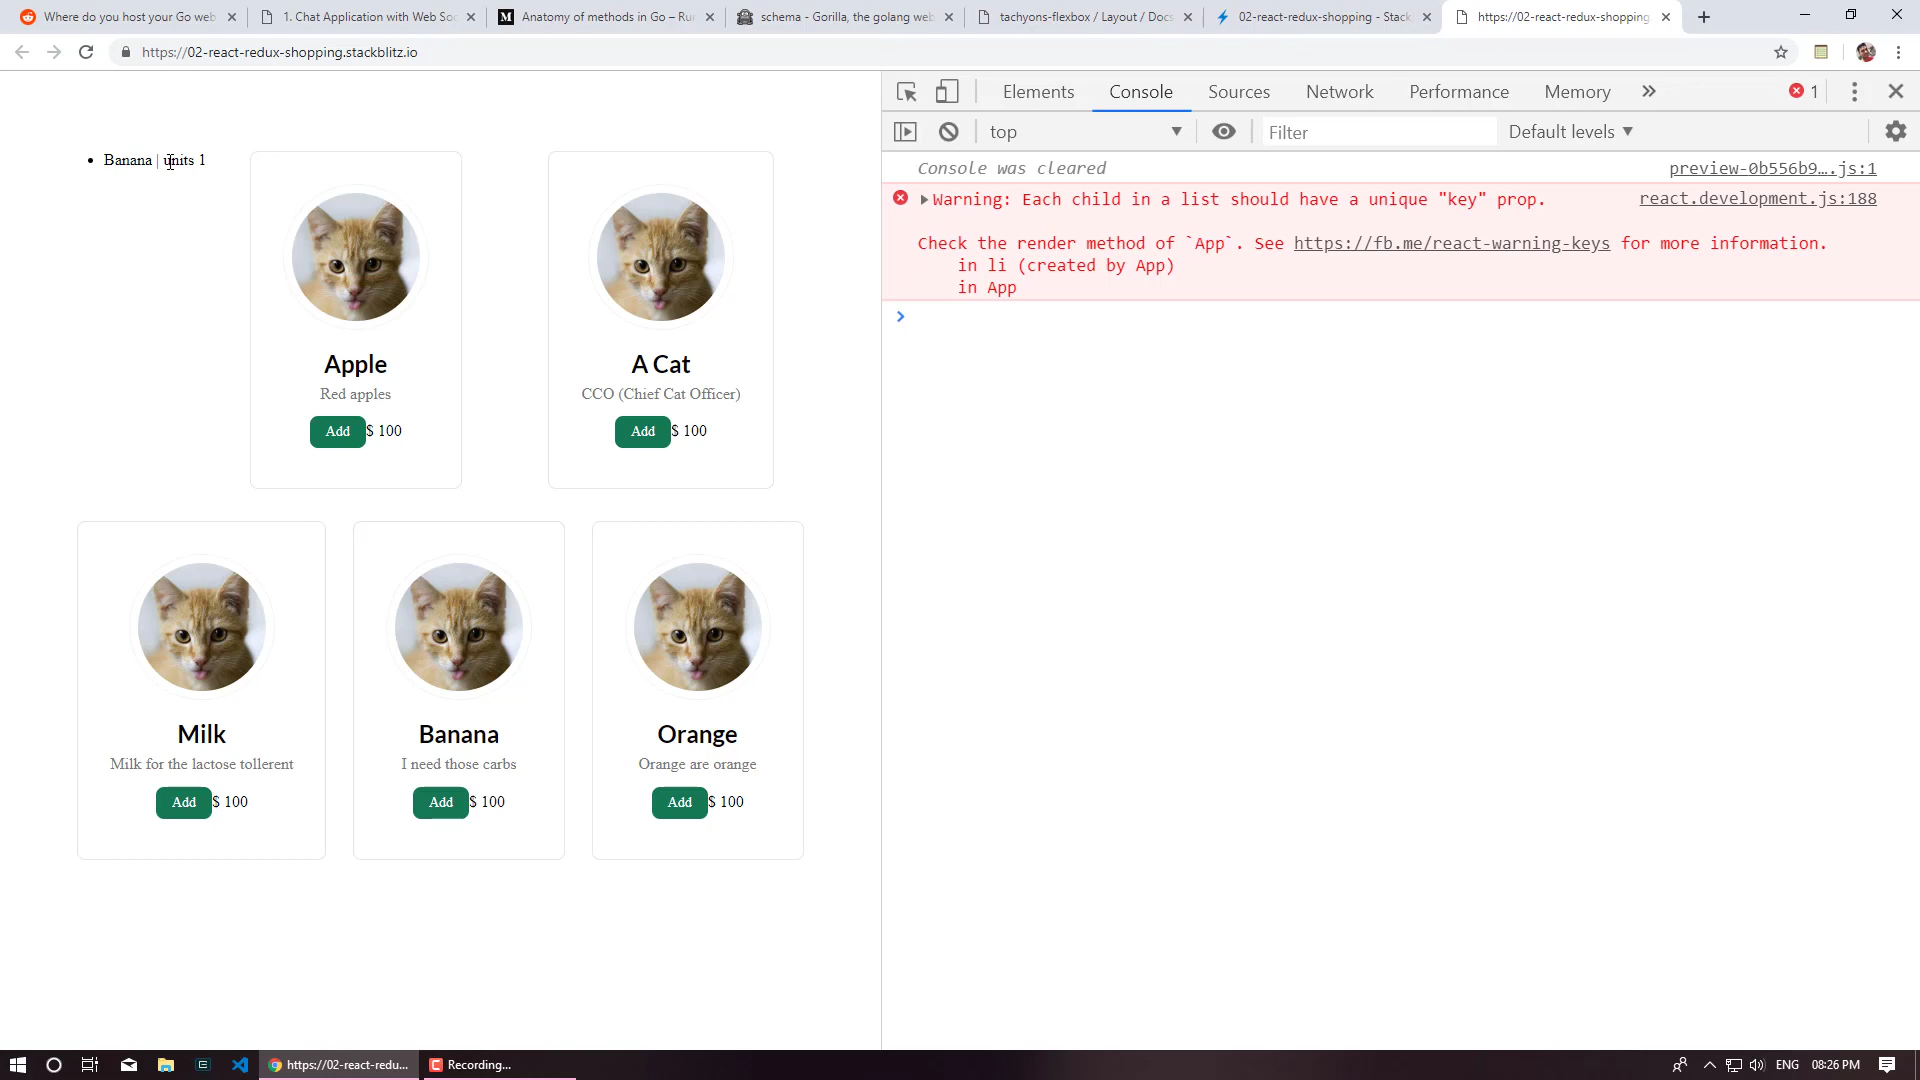 Where do you host your Go web
1. Chat Application with Web Soc
M
Anatomy of methods in Go – Ru
schema - Gorilla, the golang web
tachyons-flexbox / Layout / Docs
02-react-redux-shopping - Stack
https://02-react-redux-shopping
https://02-react-redux-shopping.stackblitz.io
Elements Console Sources Network Performance Memory » 1
top Filter Default levels
Console was cleared preview-0b556b9….js:1
Warning: Each child in a list should have a unique "key" prop. react.development.js:188
Check the render method of `App`. See https://fb.me/react-warning-keys for more information.
in li (created by App)
in App
• Banana | units 1
Apple
Red apples
Add $ 100
A Cat
CCO (Chief Cat Officer)
Add $ 100
Milk
Milk for the lactose tollerent
Add $ 100
Banana
I need those carbs
Add $ 100
Orange
Orange are orange
Add $ 100
https://02-react-redu...
Recording...
ENG
08:26 PM